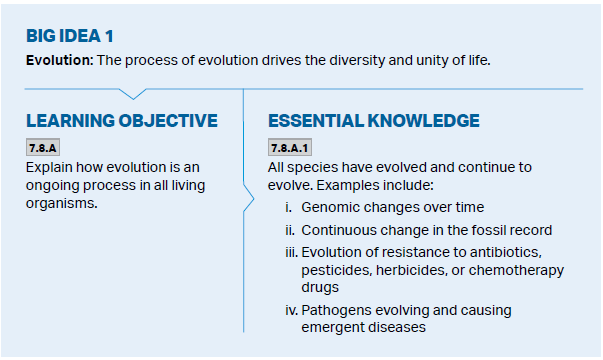 BIG IDEA 1
Evolution: The process of evolution drives the diversity and unity of life.
LEARNING OBJECTIVE
7.8.A
Explain how evolution is an
ongoing process in all living
organisms.
ESSENTIAL KNOWLEDGE
7.8.A.1
All species have evolved and continue to
evolve. Examples include:
i. Genomic changes over time
ii. Continuous change in the fossil record
iii. Evolution of resistance to antibiotics,
pesticides, herbicides, or chemotherapy
drugs
iv. Pathogens evolving and causing
emergent diseases